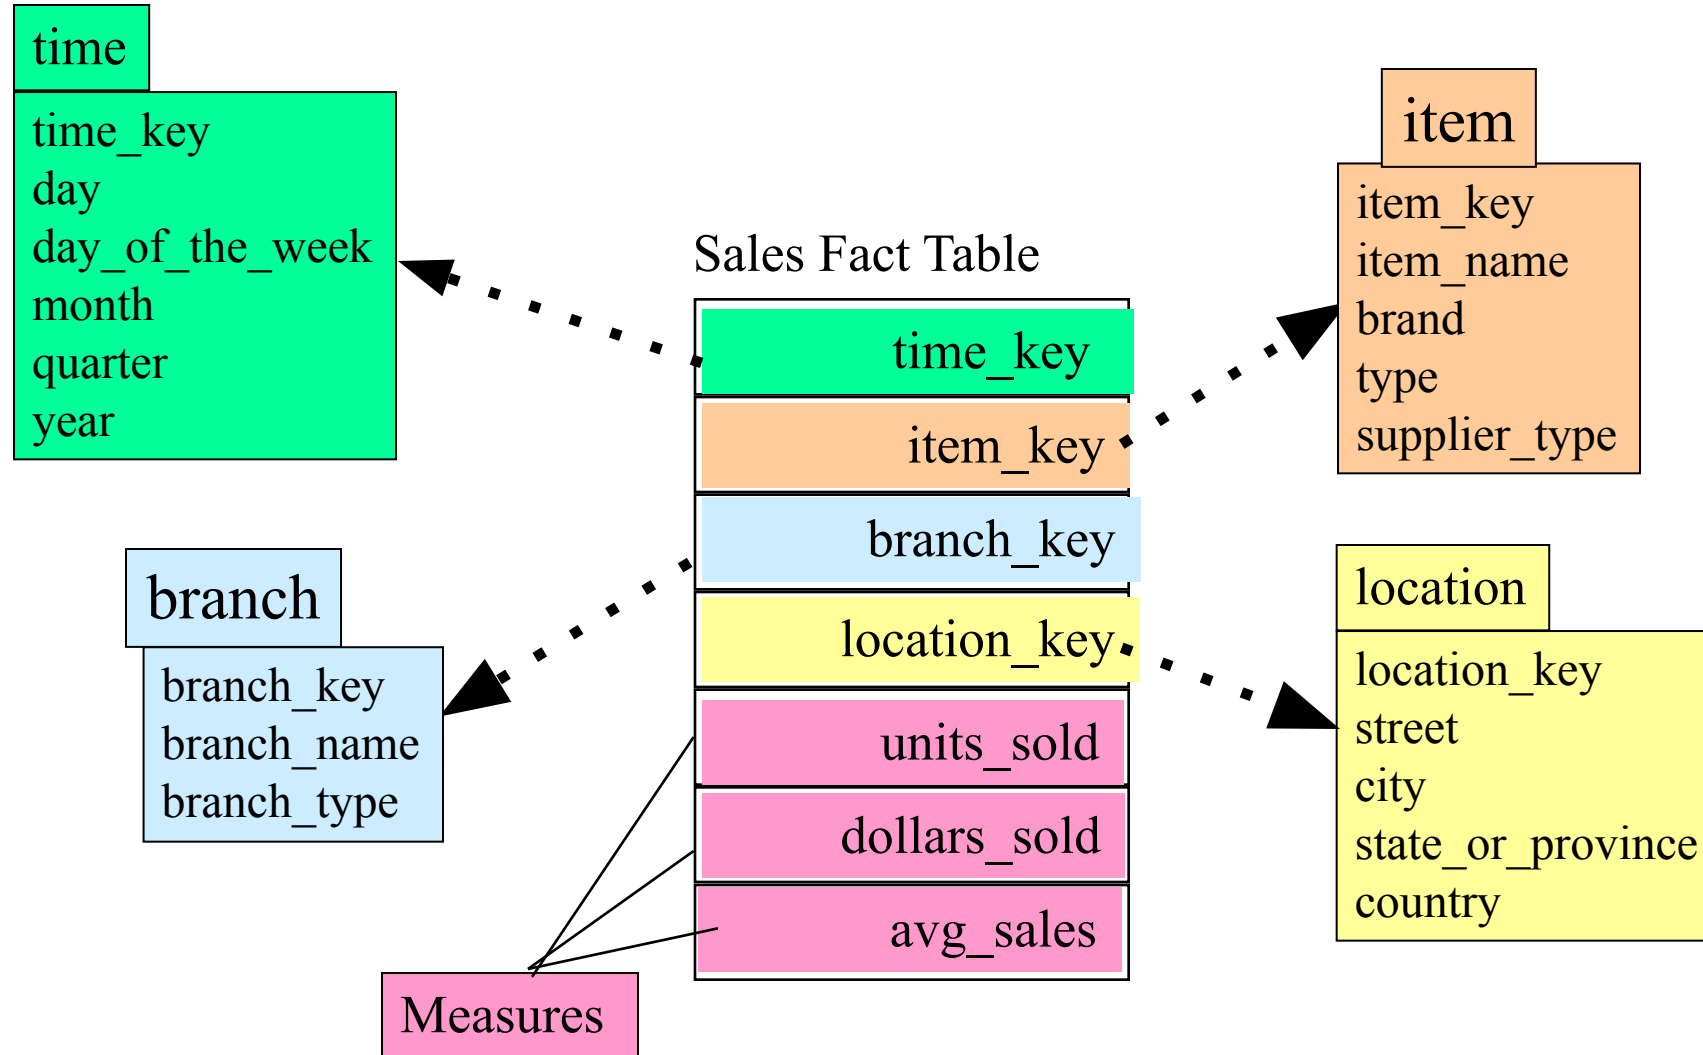 time
time_key
day
day_of_the_week
month
quarter
year
item
item_key
item_name
brand
type
supplier_type
Sales Fact Table
time_key
item_key
branch_key
location_key
units_sold
dollars_sold
avg_sales
branch
branch_key
branch_name
branch_type
location
location_key
street
city
state_or_province
country
Measures